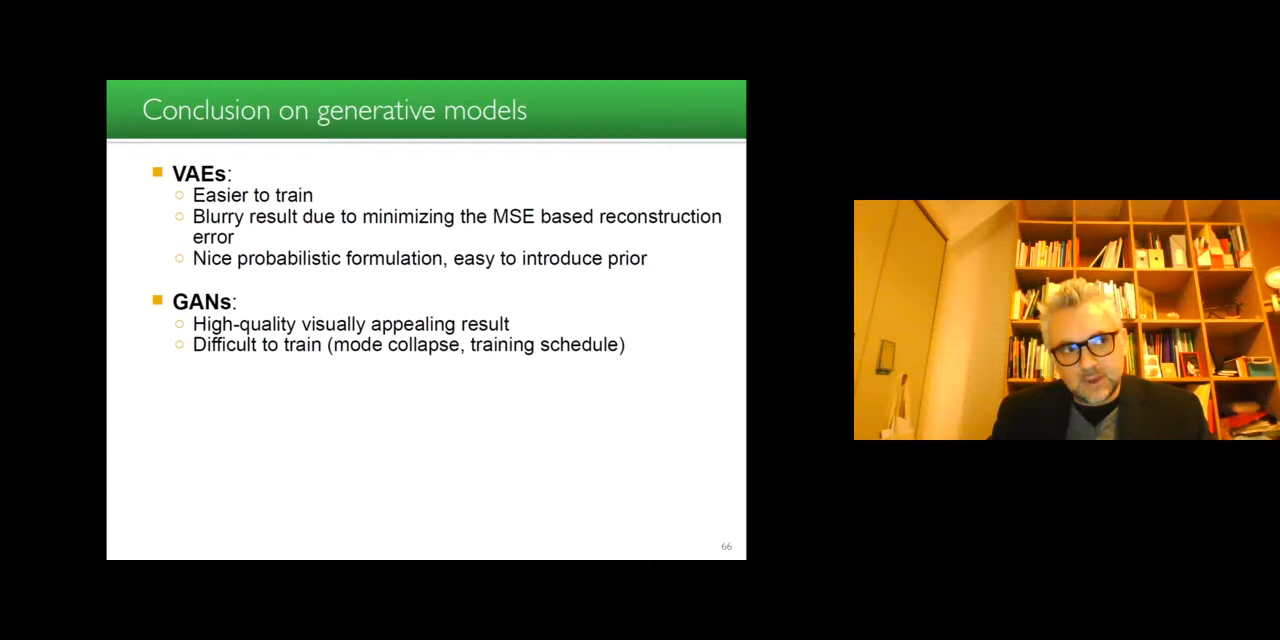 Conclusion on generative models
VAEs:
Easier to train
Blurry result due to minimizing the MSE based reconstruction
error
Nice probabilistic formulation, easy to introduce prior
GANs:
High-quality visually appealing result
Difficult to train (mode collapse, training schedule)
66